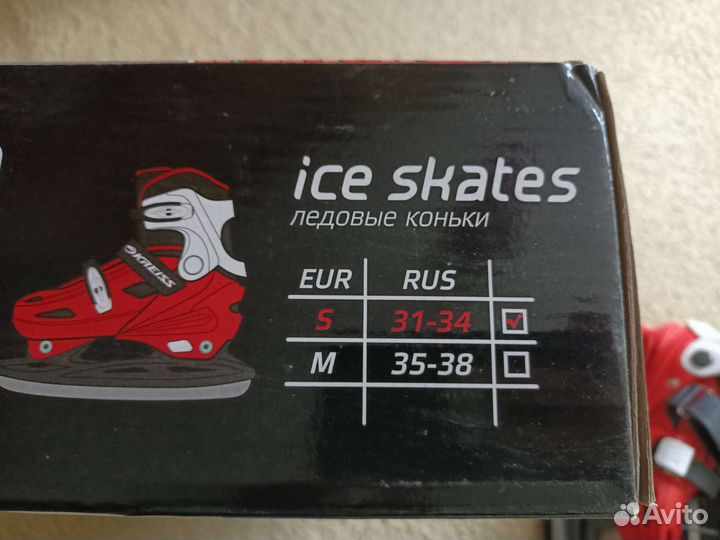 ice skates
ледовые коньки
KREISS
EUR RUS
S 31-34
M 35-38
Avito